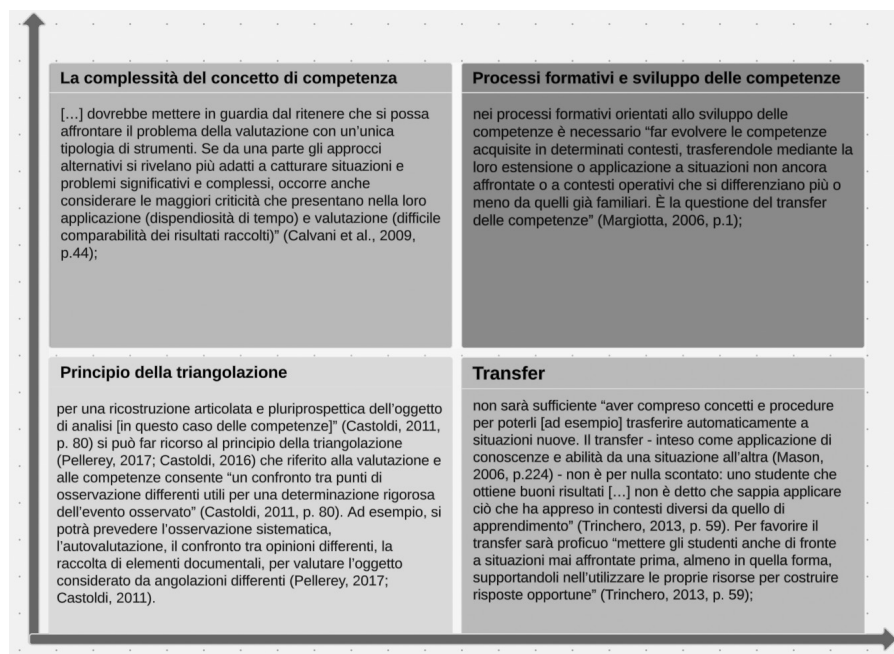 La complessità del concetto di competenza
[…] dovrebbe mettere in guardia dal ritenere che si possa
affrontare il problema della valutazione con un’unica
tipologia di strumenti. Se da una parte gli approcci
alternativi si rivelano più adatti a catturare situazioni e
problemi significativi e complessi, occorre anche
considerare le maggiori criticità che presentano nella loro
applicazione (dispendiosità di tempo) e valutazione (difficile
comparabilità dei risultati raccolti)” (Calvani et al., 2009,
p.44);
Processi formativi e sviluppo delle competenze
nei processi formativi orientati allo sviluppo delle
competenze è necessario “far evolvere le competenze
acquisite in determinati contesti, trasferendole mediante la
loro estensione o applicazione a situazioni non ancora
affrontate o a contesti operativi che si differenziano più o
meno da quelli già familiari. È la questione del transfer
delle competenze” (Margiotta, 2006, p.1);
Principio della triangolazione
per una ricostruzione articolata e pluriprospettica dell’oggetto
di analisi [in questo caso delle competenze]” (Castoldi, 2011,
p. 80) si può far ricorso al principio della triangolazione
(Pellerey, 2017; Castoldi, 2016) che riferito alla valutazione e
alle competenze consente “un confronto tra punti di
osservazione differenti utili per una determinazione rigorosa
dell’evento osservato” (Castoldi, 2011, p. 80). Ad esempio, si
potrà prevedere l’osservazione sistematica,
l’autovalutazione, il confronto tra opinioni differenti, la
raccolta di elementi documentali, per valutare l’oggetto
considerato da angolazioni differenti (Pellerey, 2017;
Castoldi, 2011).
Transfer
non sarà sufficiente “aver compreso concetti e procedure
per poterli [ad esempio] trasferire automaticamente a
situazioni nuove. Il transfer - inteso come applicazione di
conoscenze e abilità da una situazione all’altra (Mason,
2006, p.224) - non è per nulla scontato: uno studente che
ottiene buoni risultati […] non è detto che sappia applicare
ciò che ha appreso in contesti diversi da quello di
apprendimento” (Trinchero, 2013, p. 59). Per favorire il
transfer sarà proficuo “mettere gli studenti anche di fronte
a situazioni mai affrontate prima, almeno in quella forma,
supportandoli nell’utilizzare le proprie risorse per costruire
risposte opportune” (Trinchero, 2013, p. 59);